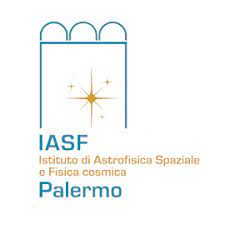 IASF
Istituto di Astrofisica Spaziale
e Fisica cosmica
Palermo